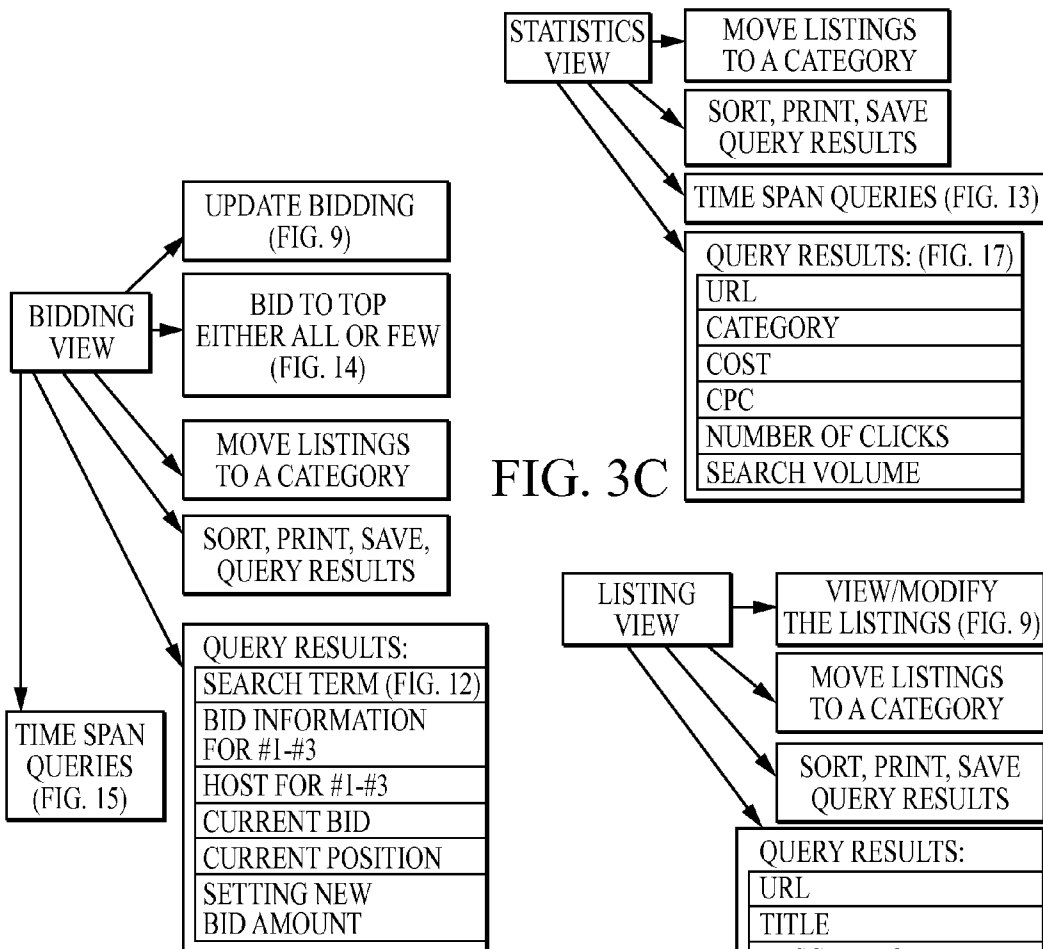 STATISTICS
VIEW
MOVE LISTINGS
TO A CATEGORY
SORT, PRINT, SAVE
QUERY RESULTS
TIME SPAN QUERIES (FIG. 13)
QUERY RESULTS: (FIG. 17)
URL
CATEGORY
COST
CPC
NUMBER OF CLICKS
SEARCH VOLUME
FIG. 3C
BIDDING
VIEW
UPDATE BIDDING
(FIG. 9)
BID TO TOP
EITHER ALL OR FEW
(FIG. 14)
MOVE LISTINGS
TO A CATEGORY
SORT, PRINT, SAVE,
QUERY RESULTS
QUERY RESULTS:
SEARCH TERM (FIG. 12)
BID INFORMATION
FOR #1-#3
HOST FOR #1-#3
CURRENT BID
CURRENT POSITION
SETTING NEW
BID AMOUNT
TIME SPAN
QUERIES
(FIG. 15)
LISTING
VIEW
VIEW/MODIFY
THE LISTINGS (FIG. 9)
MOVE LISTINGS
TO A CATEGORY
SORT, PRINT, SAVE
QUERY RESULTS
QUERY RESULTS:
URL
TITLE